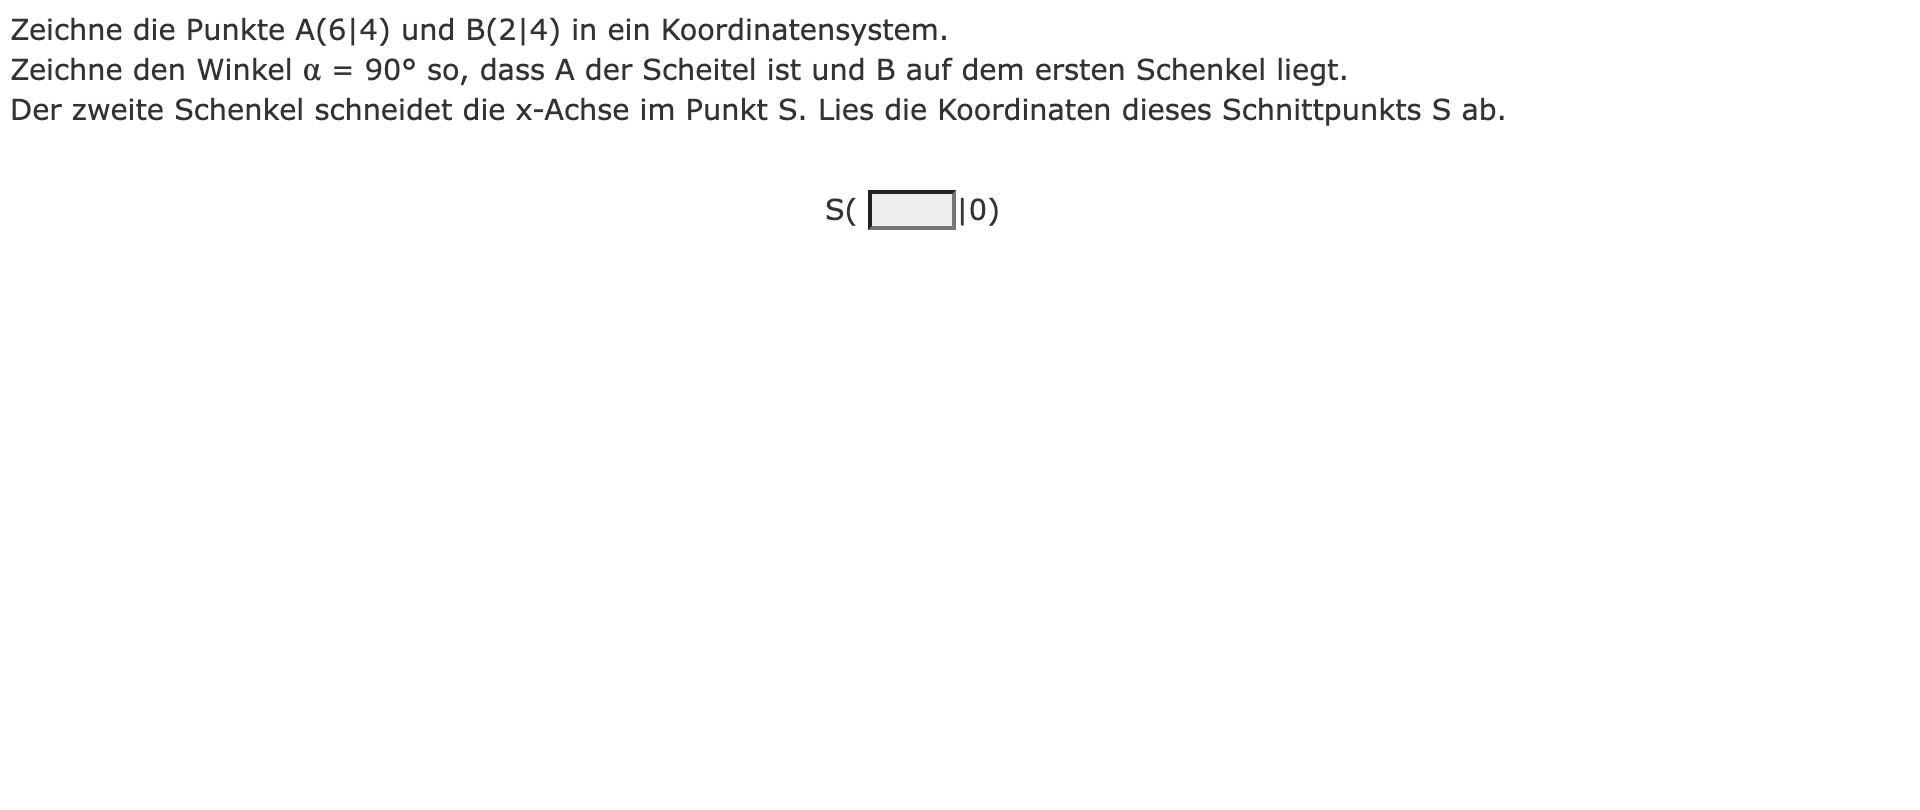 Zeichne die Punkte A(6|4) und B(2|4) in ein Koordinatensystem.
Zeichne den Winkel α = 90° so, dass A der Scheitel ist und B auf dem ersten Schenkel liegt.
Der zweite Schenkel schneidet die x-Achse im Punkt S. Lies die Koordinaten dieses Schnittpunkts S ab.
S( |0)